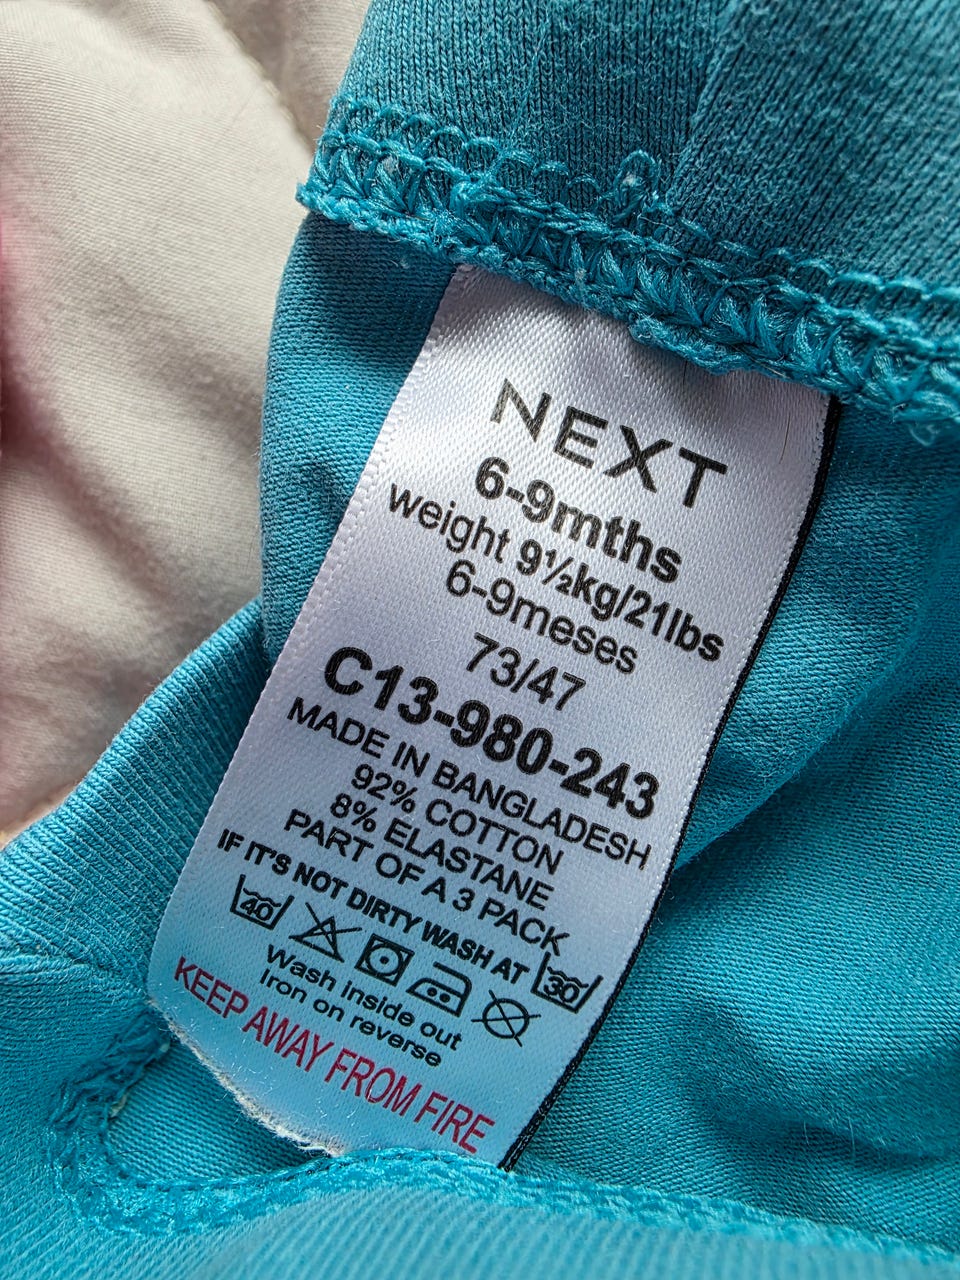 NEXT
6-9mths
weight 9½kg/21lbs
6-9meses
73/47
C13-980-243
MADE IN BANGLADESH
92% COTTON
8% ELASTANE
PART OF A 3 PACK
IF IT'S NOT DIRTY WASH AT 30
40
Wash inside out
Iron on reverse
KEEP AWAY FROM FIRE